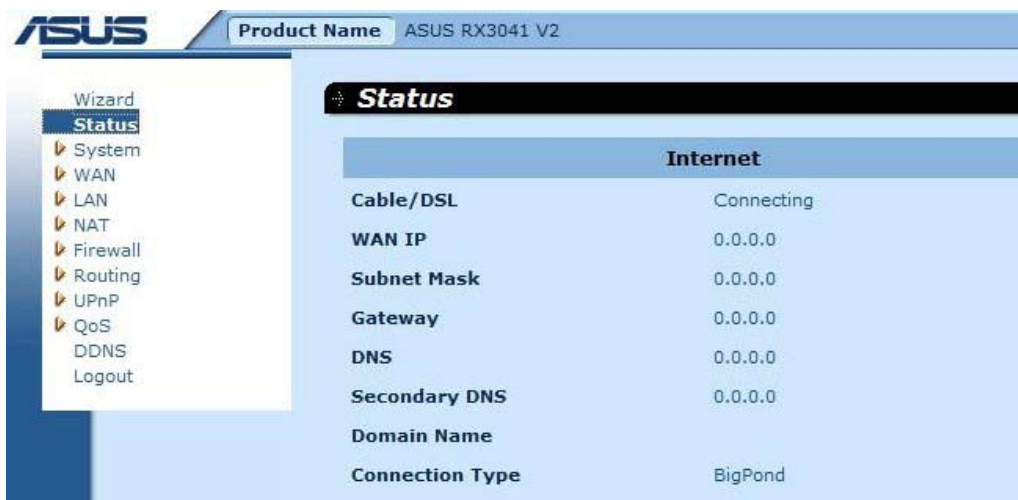 ASUS
Product Name ASUS RX3041 V2
Wizard
Status
System
WAN
LAN
NAT
Firewall
Routing
UPnP
QoS
DDNS
Logout
Status
Internet
Cable/DSL Connecting
WAN IP 0.0.0.0
Subnet Mask 0.0.0.0
Gateway 0.0.0.0
DNS 0.0.0.0
Secondary DNS 0.0.0.0
Domain Name
Connection Type BigPond